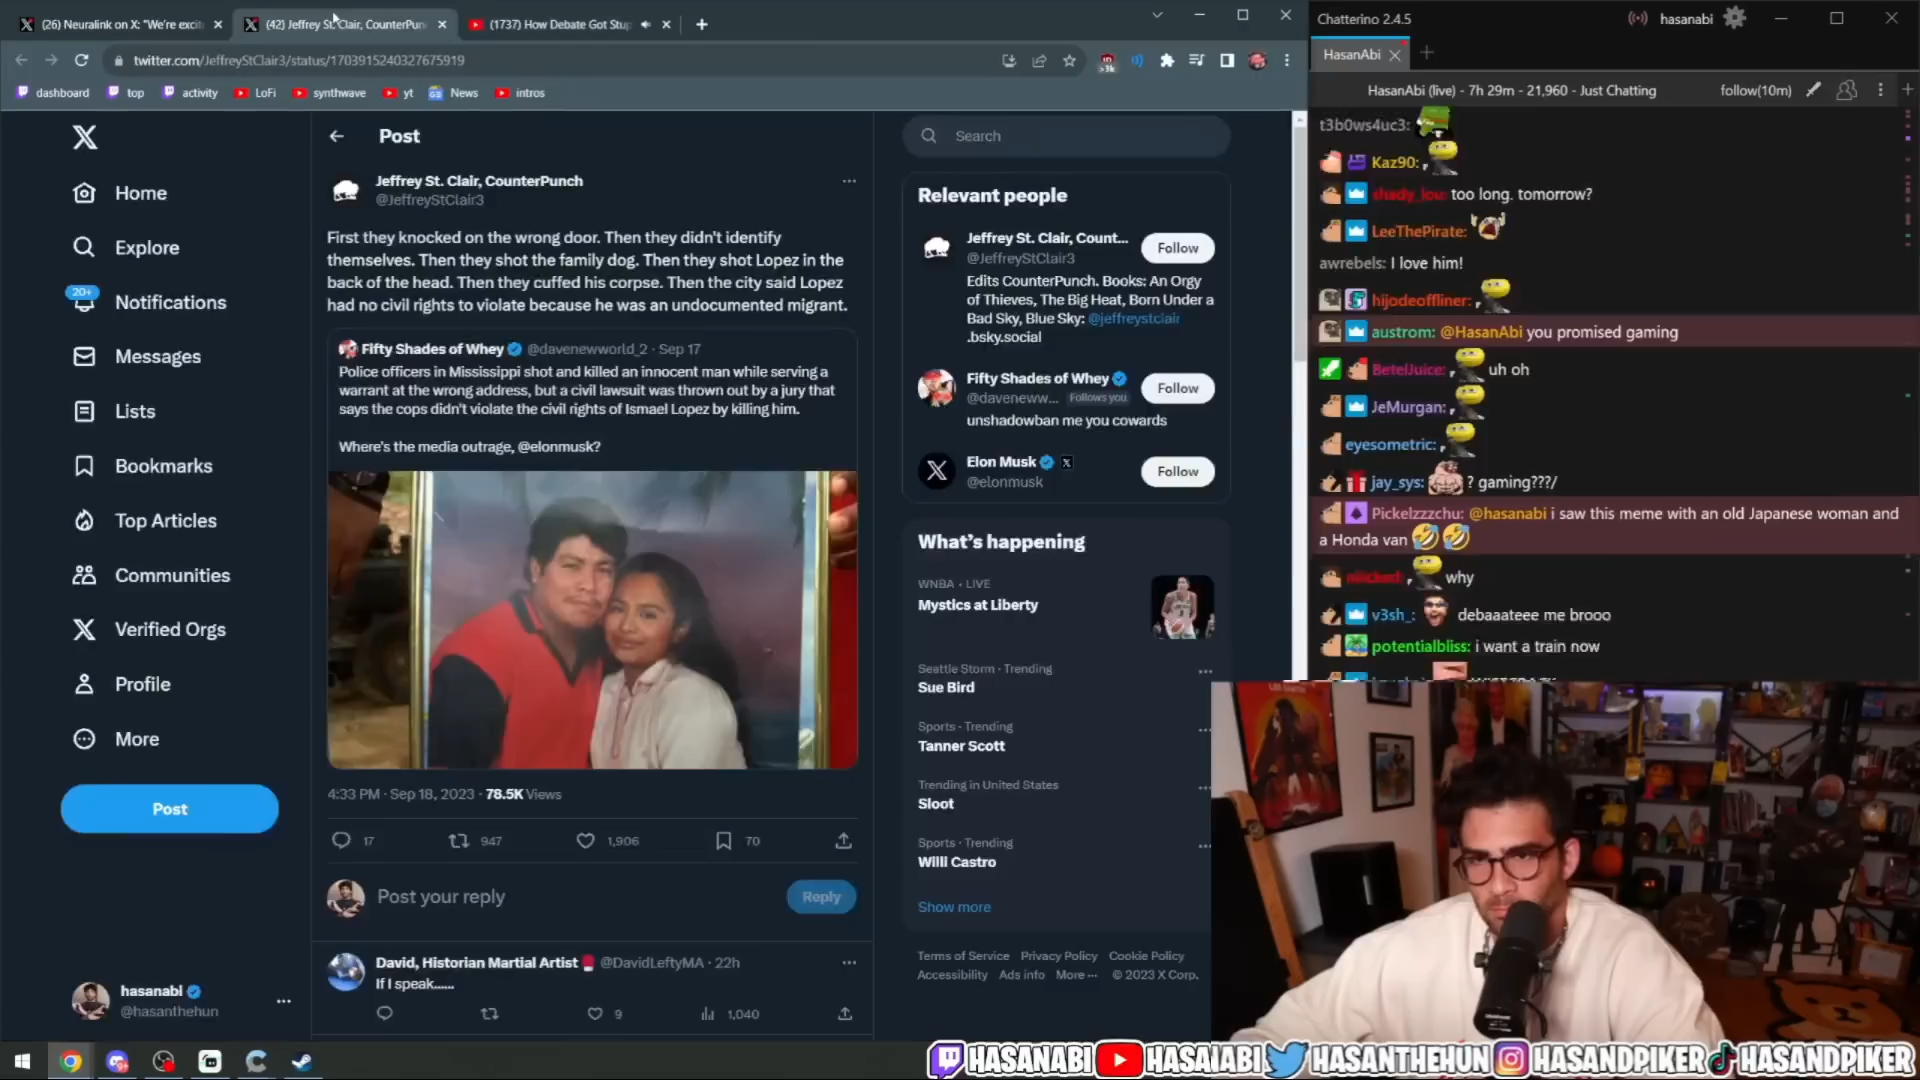 (26) Neuralink on X: "We're excit
(42) Jeffrey St. Clair, CounterPun
(1737) How Debate Got Stup
twitter.com/JeffreyStClair3/status/1703915240327675919
dashboard
top
activity
LoFi
synthwave
yt
News
intros
Home
Explore
20+
Notifications
Messages
Lists
Bookmarks
Top Articles
Communities
Verified Orgs
Profile
More
Post
hasanabi
@hasanthehun
Post
Jeffrey St. Clair, CounterPunch
@JeffreyStClair3
First they knocked on the wrong door. Then they didn't identify
themselves. Then they shot the family dog. Then they shot Lopez in the
back of the head. Then they cuffed his corpse. Then the city said Lopez
had no civil rights to violate because he was an undocumented migrant.
Fifty Shades of Whey @davenewworld_2 · Sep 17
Police officers in Mississippi shot and killed an innocent man while serving a
warrant at the wrong address, but a civil lawsuit was thrown out by a jury that
says the cops didn't violate the civil rights of Ismael Lopez by killing him.
Where's the media outrage, @elonmusk?
4:33 PM · Sep 18, 2023 · 78.5K Views
17 947 1,906 70
Post your reply
Reply
David, Historian Martial Artist @DavidLeftyMA · 22h
If I speak......
9 1,040
Search
Relevant people
Jeffrey St. Clair, Count...
@JeffreyStClair3
Follow
Edits CounterPunch. Books: An Orgy
of Thieves, The Big Heat, Born Under a
Bad Sky, Blue Sky: @jeffreystclair
.bsky.social
Fifty Shades of Whey
@daveneww... Follows you
Follow
unshadowban me you cowards
Elon Musk
@elonmusk
Follow
What's happening
WNBA · LIVE
Mystics at Liberty
Seattle Storm · Trending
Sue Bird
Sports · Trending
Tanner Scott
Trending in United States
Sloot
Sports · Trending
Willi Castro
Show more
Terms of Service Privacy Policy Cookie Policy
Accessibility Ads info More ··· © 2023 X Corp.
Chatterino 2.4.5
hasanabi
HasanAbi
HasanAbi (live) - 7h 29m - 21,960 - Just Chatting
follow(10m)
t3b0ws4uc3:
Kaz90:
shady_lou: too long. tomorrow?
LeeThePirate:
awrebels: I love him!
hijodeoffliner:
austrom: @HasanAbi you promised gaming
BetelJuice: uh oh
JeMurgan:
eyesometric:
jay_sys: ? gaming???/
Pickelzzzchu: @hasanabi i saw this meme with an old Japanese woman and
a Honda van
why
v3sh_: debaaateee me brooo
potentialbliss: i want a train now
HASANABI HASANABI HASANTHEHUN HASANDPIKER HASANDPIKER